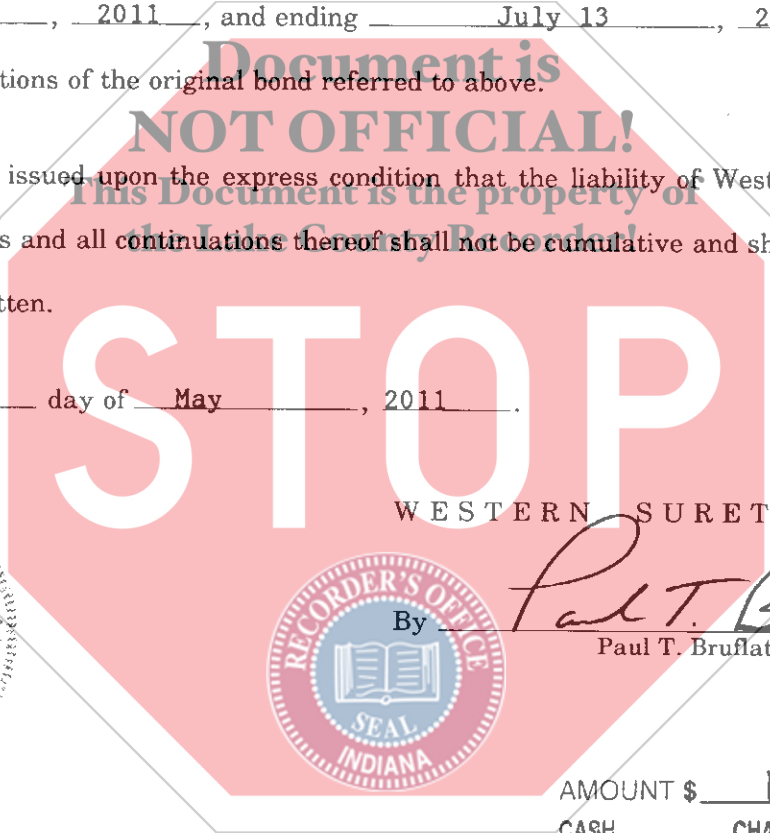 , 2011 , and ending July 13 , 2
Document is
tions of the original bond referred to above.
NOT OFFICIAL!
issued upon the express condition that the liability of West
This Document is the property of
s and all continuations thereof shall not be cumulative and sh
the Lake County Recorder!
tten.
STOP
day of May , 2011 .
WESTERN SURET
RECORDER'S OFFICE
Paul T.
By
Paul T. Bruflat
SEAL
INDIANA
AMOUNT $
CASH CHA